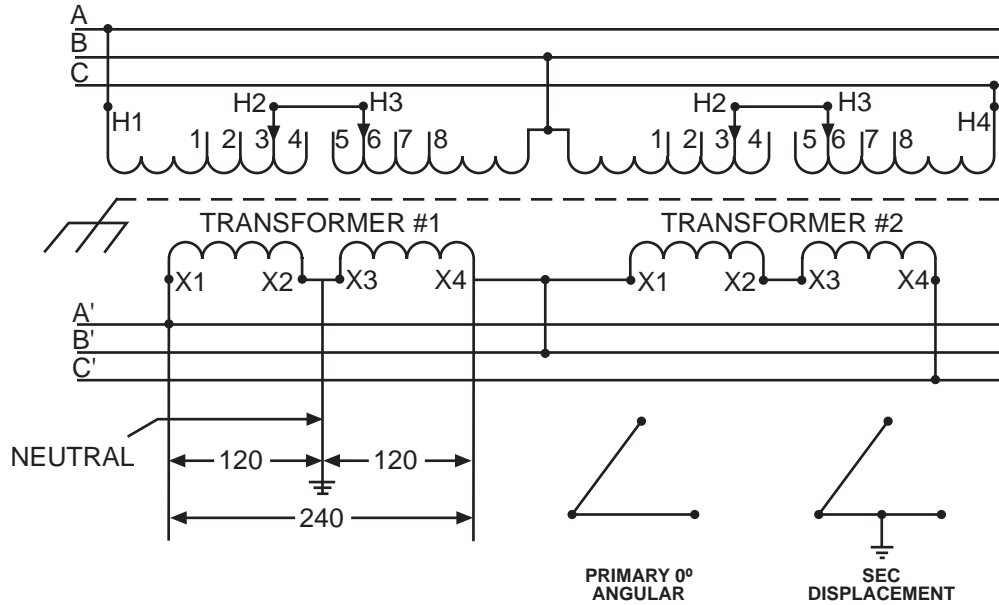 A
B
C
H1 H2 H3 H2 H3 H4
1 2 3 4 5 6 7 8 1 2 3 4 5 6 7 8
TRANSFORMER #1 TRANSFORMER #2
X1 X2 X3 X4 X1 X2 X3 X4
A'
B'
C'
NEUTRAL
120 120
240
PRIMARY 0º
ANGULAR
SEC
DISPLACEMENT